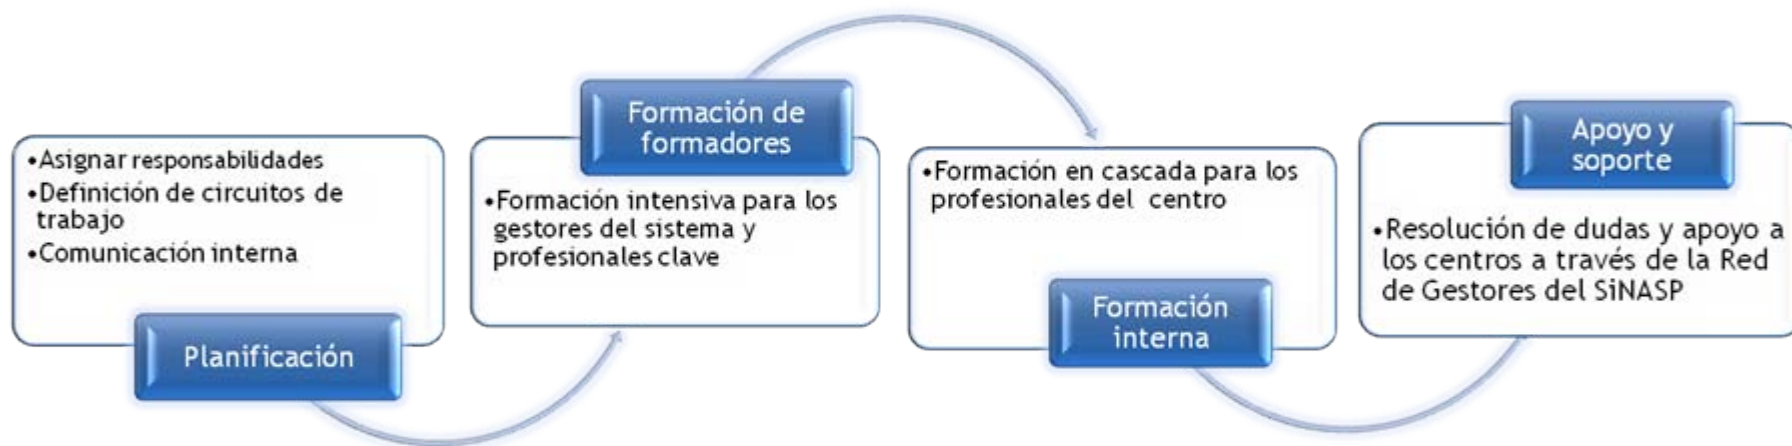 •Asignar responsabilidades
•Definición de circuitos de
trabajo
•Comunicación interna
Planificación
Formación de
formadores
•Formación intensiva para los
gestores del sistema y
profesionales clave
•Formación en cascada para los
profesionales del centro
Formación
interna
Apoyo y
soporte
•Resolución de dudas y apoyo a
los centros a través de la Red
de Gestores del SiNASP